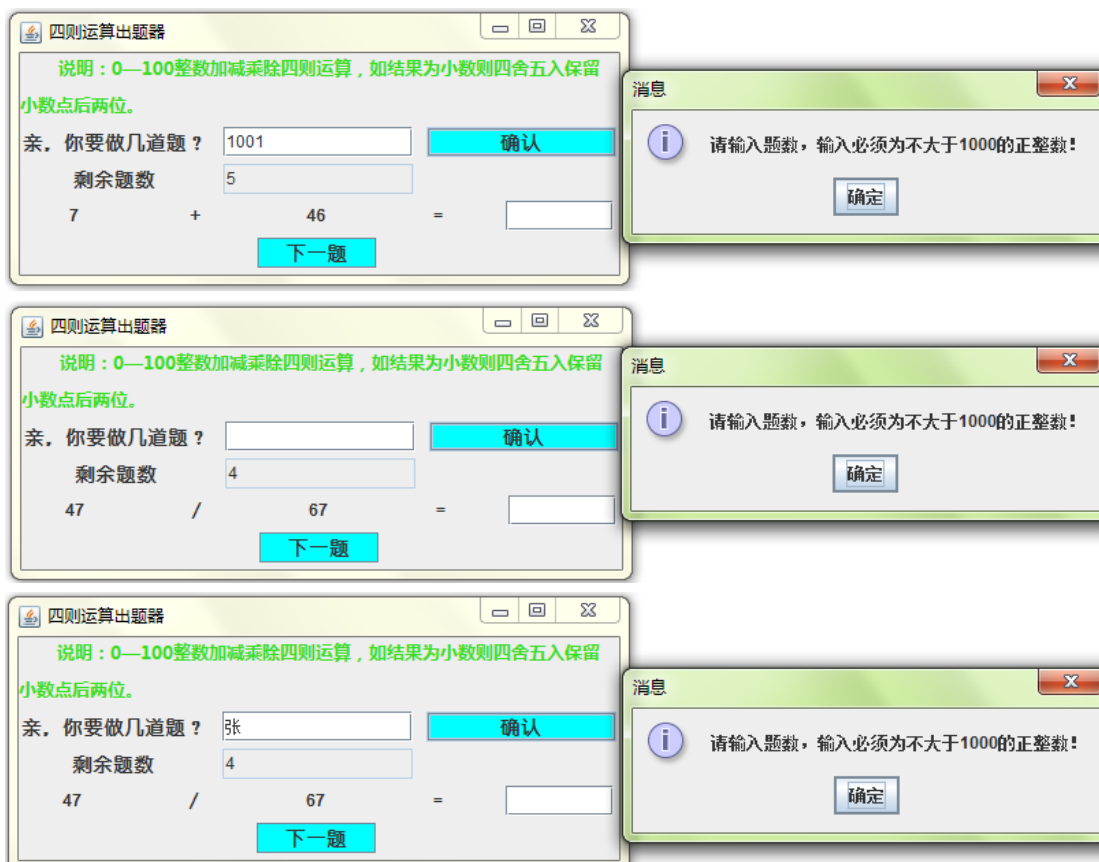 四则运算出题器
说明：0—100整数加减乘除四则运算，如结果为小数则四舍五入保留
小数点后两位。
亲，你要做几道题？ 1001 确认
剩余题数 5
7 + 46 =
下一题
消息
请输入题数，输入必须为不大于1000的正整数！
确定
四则运算出题器
说明：0—100整数加减乘除四则运算，如结果为小数则四舍五入保留
小数点后两位。
亲，你要做几道题？ 确认
剩余题数 4
47 / 67 =
下一题
消息
请输入题数，输入必须为不大于1000的正整数！
确定
四则运算出题器
说明：0—100整数加减乘除四则运算，如结果为小数则四舍五入保留
小数点后两位。
亲，你要做几道题？ 张 确认
剩余题数 4
47 / 67 =
下一题
消息
请输入题数，输入必须为不大于1000的正整数！
确定